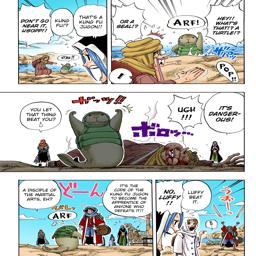 HEY!!
WHAT'S
THAT?? A
TURTLE!?
ARF!
OR A
SEAL!?
THAT'S A
KUNG FU
JUGON!!
A
KUNG
FU?
DON'T GO
NEAR IT,
USOPP!!
!
IT'S
DANGER-
OUS!
UGH
!!!
YOU LET
THAT THING
BEAT YOU?
LUFFY
BEAT IT.
NO,
LUFFY
!!
IT'S THE
CODE OF THE
KUNG FU JUGON
TO BECOME THE
APPRENTICE OF
ANYONE WHO
DEFEATS IT!!
A DISCIPLE OF
THE MARTIAL
ARTS, EH?
ARF